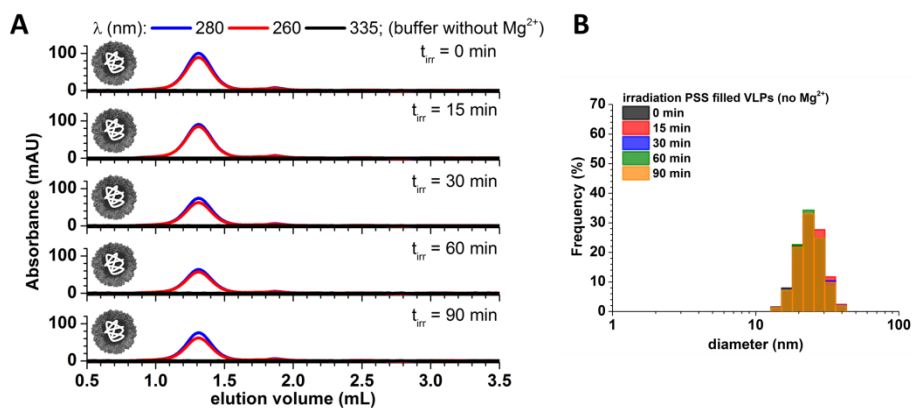 A
λ (nm): 280 260 335; (buffer without Mg²⁺)
100
0
t_irr = 0 min
100
0
t_irr = 15 min
100
0
t_irr = 30 min
100
0
t_irr = 60 min
100
0
t_irr = 90 min
Absorbance (mAU)
0.5 1.0 1.5 2.0 2.5 3.0 3.5
elution volume (mL)
B
irradiation PSS filled VLPs (no Mg²⁺)
0 min
15 min
30 min
60 min
90 min
70
60
50
40
30
20
10
0
Frequency (%)
1 10 100
diameter (nm)